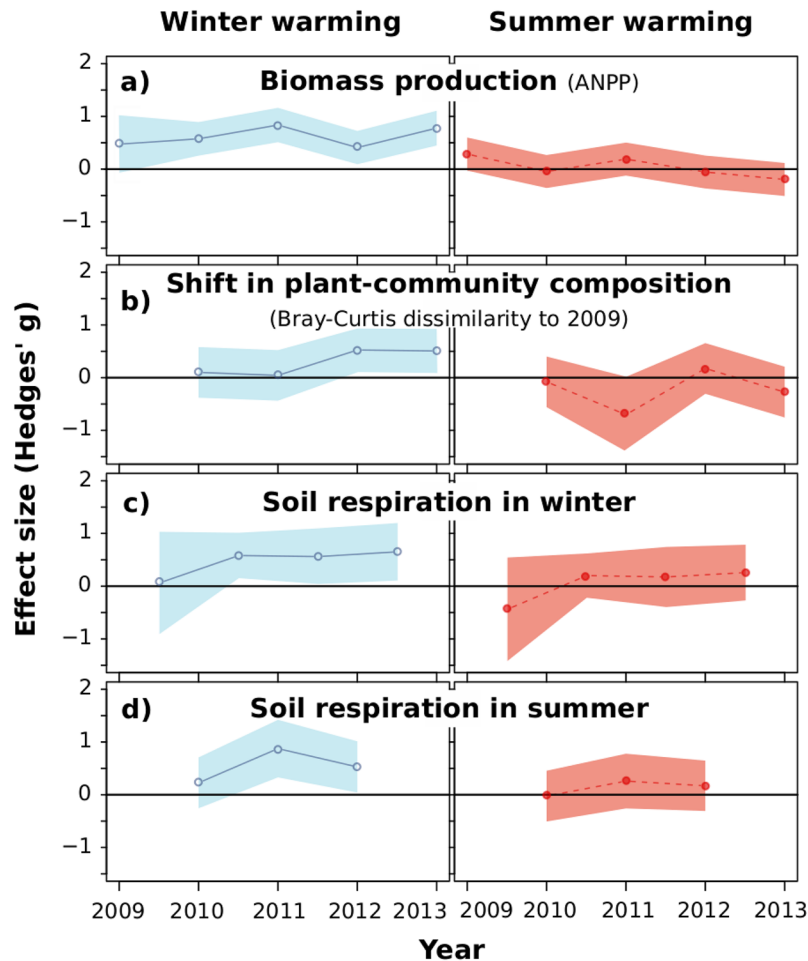 Winter warming Summer warming
a) Biomass production (ANPP)
2
1
0
−1
b) Shift in plant-community composition
(Bray-Curtis dissimilarity to 2009)
2
1
0
−1
c) Soil respiration in winter
2
1
0
−1
d) Soil respiration in summer
2
1
0
−1
Effect size (Hedges' g)
2009 2010 2011 2012 2013 2009 2010 2011 2012 2013
Year